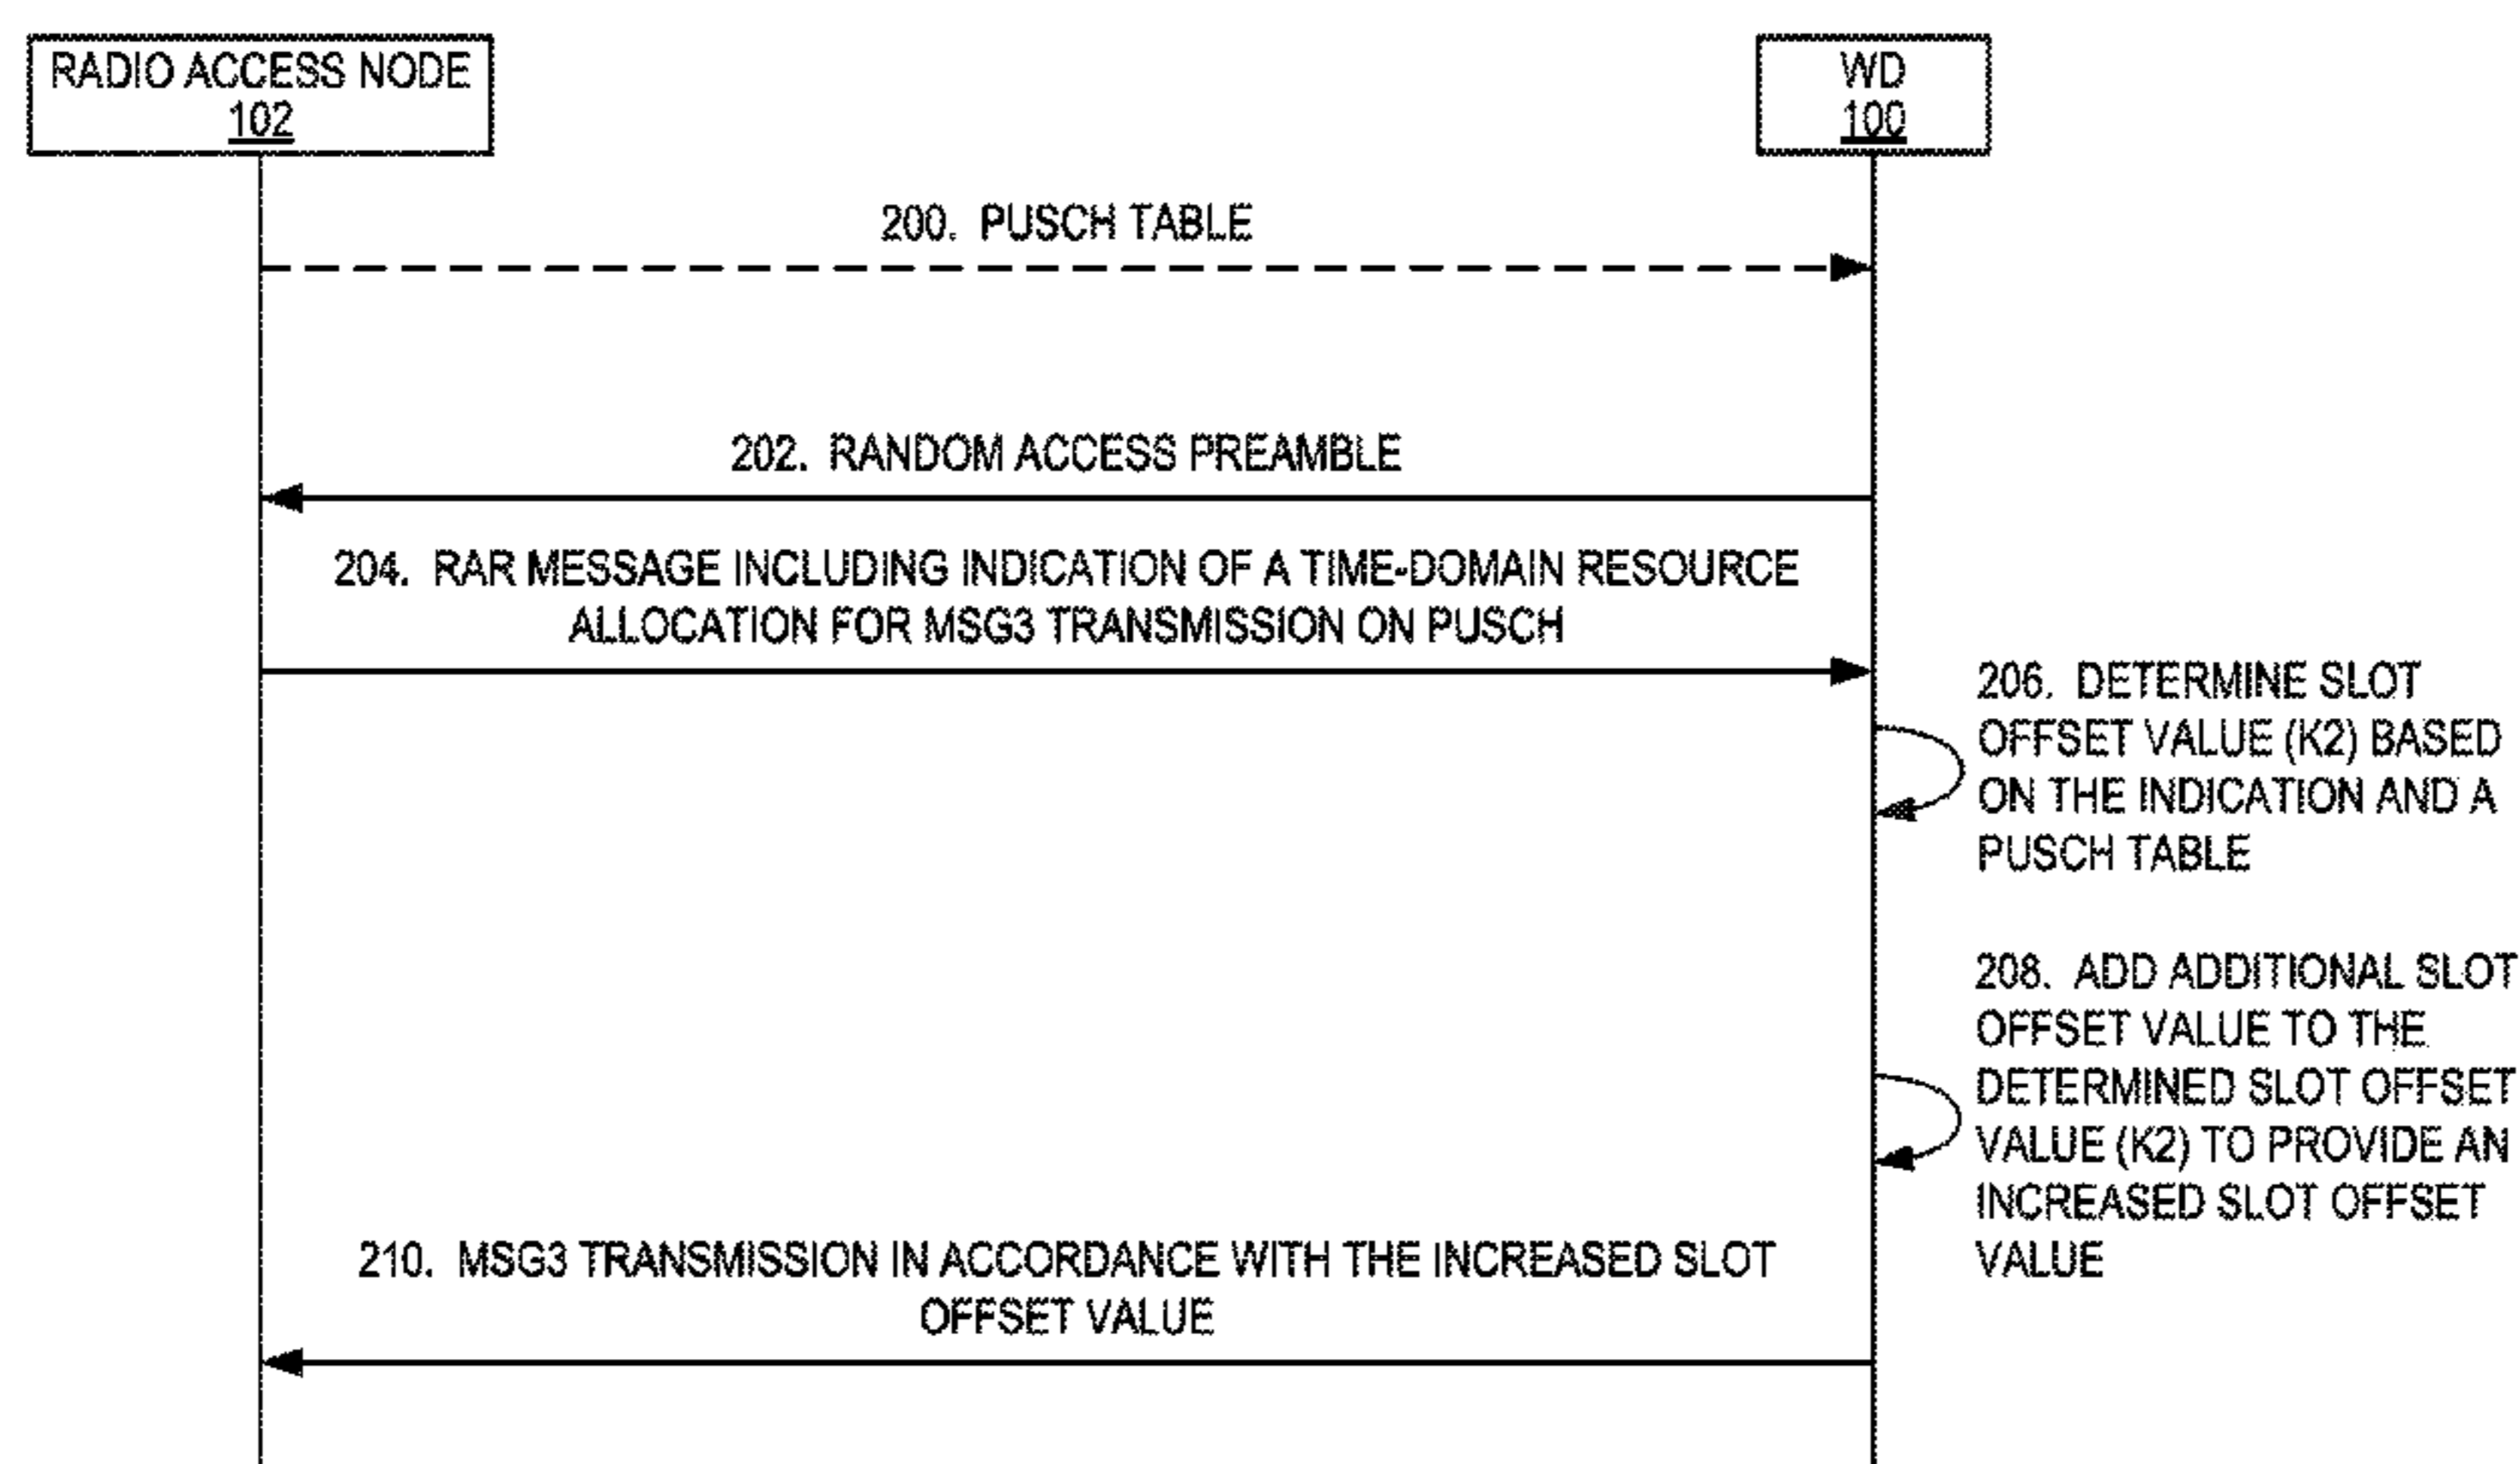 RADIO ACCESS NODE
102
WD
100
200. PUSCH TABLE
202. RANDOM ACCESS PREAMBLE
204. RAR MESSAGE INCLUDING INDICATION OF A TIME-DOMAIN RESOURCE
ALLOCATION FOR MSG3 TRANSMISSION ON PUSCH
206. DETERMINE SLOT
OFFSET VALUE (K2) BASED
ON THE INDICATION AND A
PUSCH TABLE
208. ADD ADDITIONAL SLOT
OFFSET VALUE TO THE
DETERMINED SLOT OFFSET
VALUE (K2) TO PROVIDE AN
INCREASED SLOT OFFSET
VALUE
210. MSG3 TRANSMISSION IN ACCORDANCE WITH THE INCREASED SLOT
OFFSET VALUE